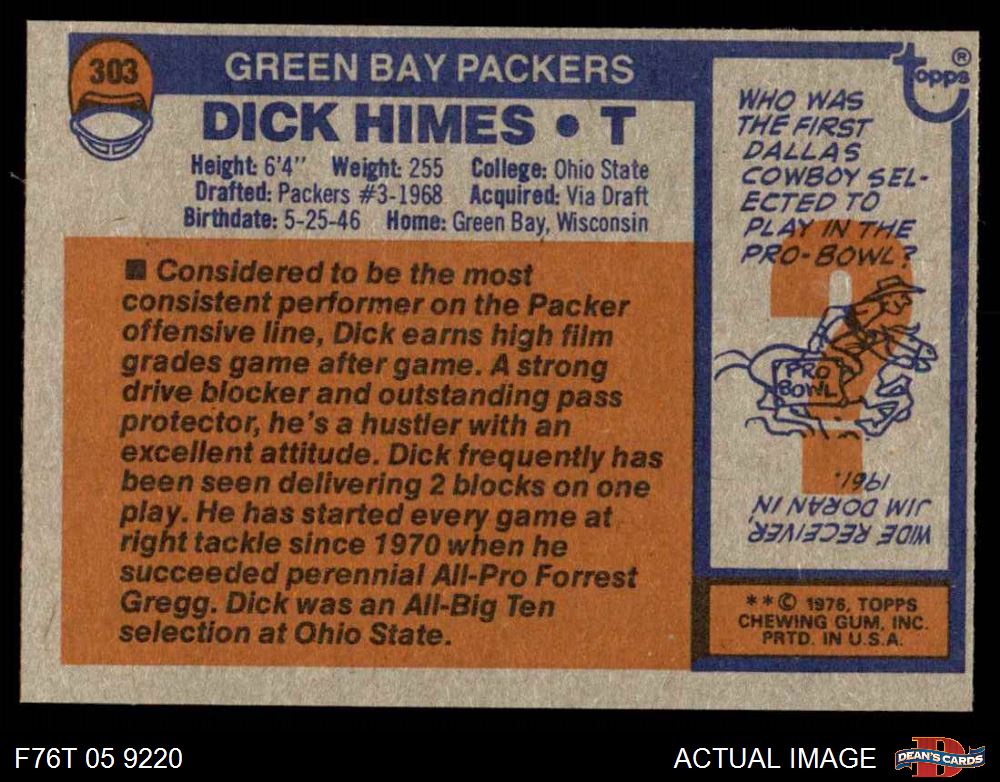 303
GREEN BAY PACKERS
DICK HIMES • T
Height: 6'4" Weight: 255 College: Ohio State
Drafted: Packers #3-1968 Acquired: Via Draft
Birthdate: 5-25-46 Home: Green Bay, Wisconsin
■ Considered to be the most
consistent performer on the Packer
offensive line, Dick earns high film
grades game after game. A strong
drive blocker and outstanding pass
protector, he's a hustler with an
excellent attitude. Dick frequently has
been seen delivering 2 blocks on one
play. He has started every game at
right tackle since 1970 when he
succeeded perennial All-Pro Forrest
Gregg. Dick was an All-Big Ten
selection at Ohio State.
topps®
WHO WAS
THE FIRST
DALLAS
COWBOY SEL-
ECTED TO
PLAY IN THE
PRO-BOWL?
?
PRO
BOWL
WIDE RECEIVER
JIM DORAN IN
1961.
**© 1976, TOPPS
CHEWING GUM, INC.
PRTD. IN U.S.A.
F76T 05 9220
ACTUAL IMAGE
D
DEAN'S CARDS